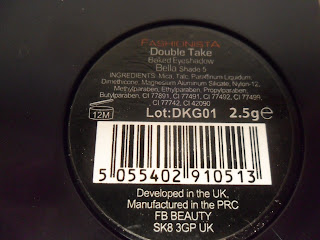 FASHIONISTA
Double Take
Baked Eyeshadow
Bella Shade 5
INGREDIENTS: Mica, Talc, Paraffinum Liquidum
Dimethicone, Magnesium Aluminum Silicate, Nylon-12,
Methylparaben, Ethylparaben, Propylparaben,
Butylparaben, CI 77891, CI 77491, CI 77492, CI 77499,
CI 77742, CI 42090
12M
Lot:DKG01 2.5g℮
5 055402 910513
Developed in the UK.
Manufactured in the PRC
FB BEAUTY
SK8 3GP UK